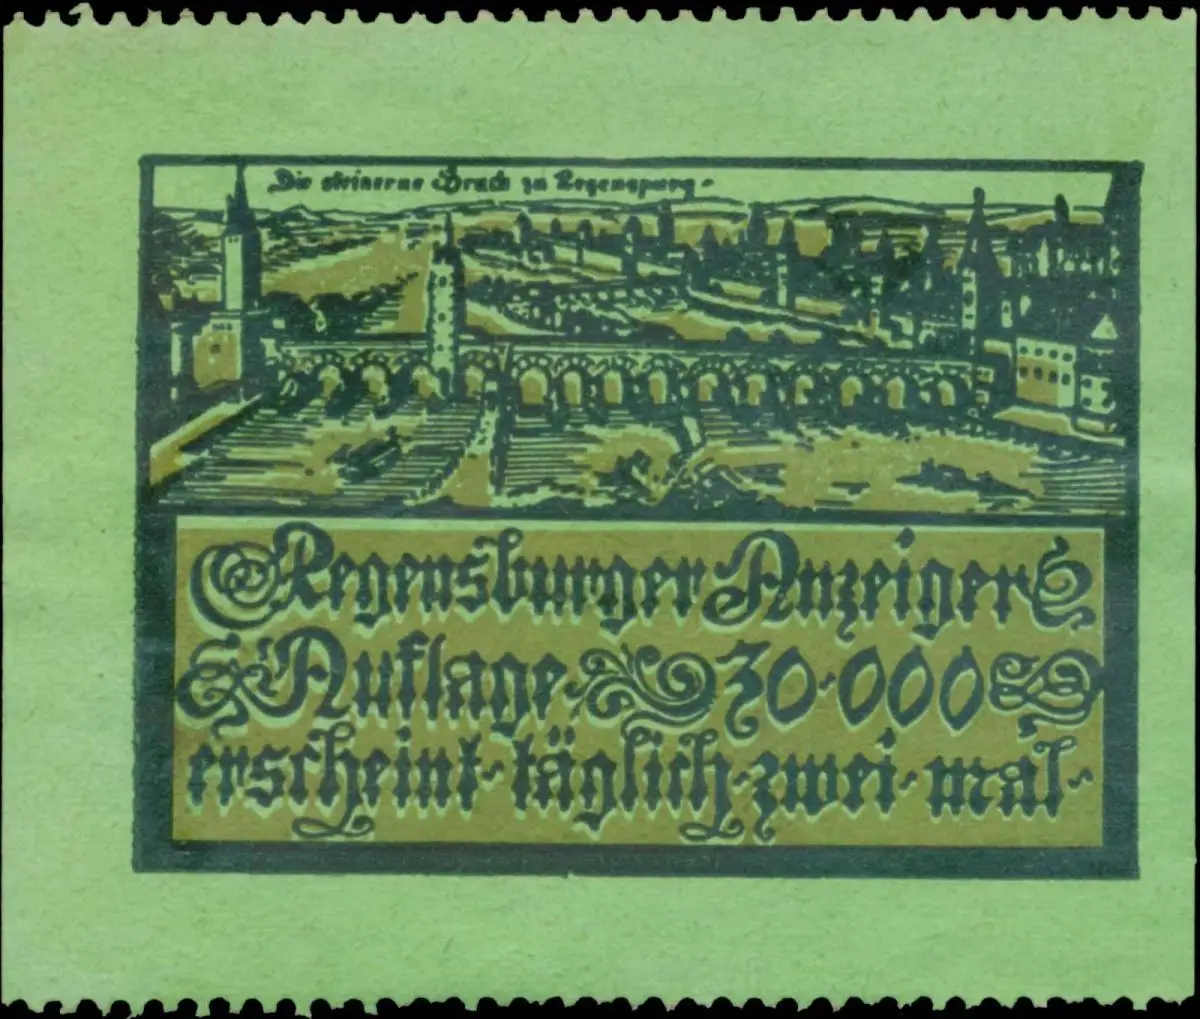 Die steinerne Bruck zu Regenspurg-
Regensburger Anzeiger
Auflage 30.000
erscheint-täglich-zwei-mal-